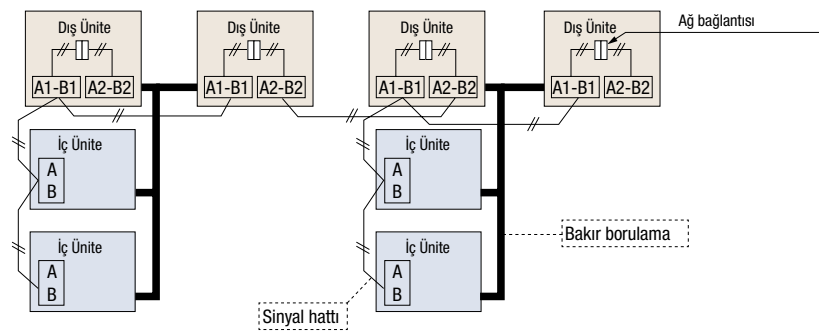 Dış Ünite
Dış Ünite
Dış Ünite
Dış Ünite
Ağ bağlantısı
A1-B1 A2-B2
A1-B1 A2-B2
A1-B1 A2-B2
A1-B1 A2-B2
İç Ünite
A
B
İç Ünite
A
B
Bakır borulama
İç Ünite
A
B
İç Ünite
A
B
Sinyal hattı